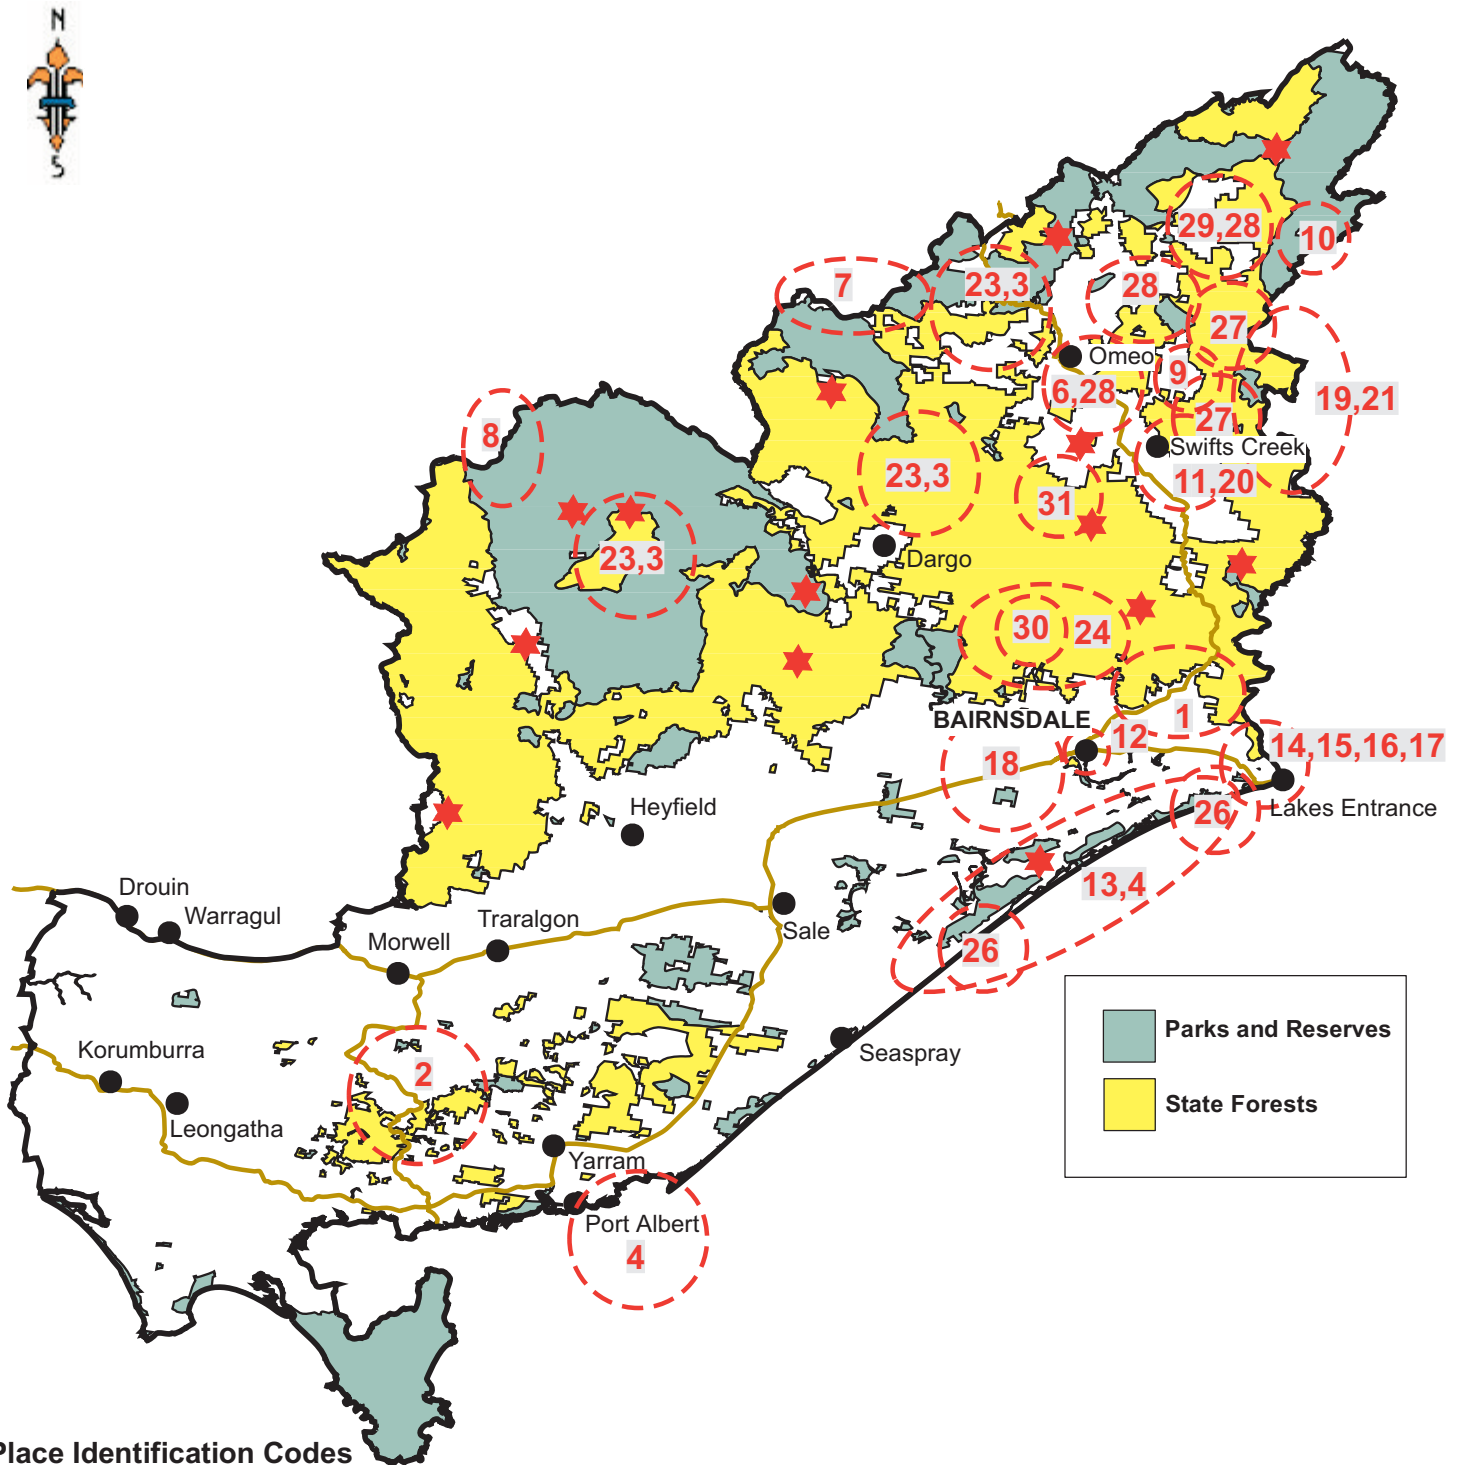 N
S
29,28
10
7
23,3
28
27
Omeo
9
6,28
19,21
27
8
Swifts Creek
23,3
11,20
31
23,3
Dargo
30
24
1
BAIRNSDALE
12
14,15,16,17
18
Heyfield
26
Lakes Entrance
13,4
Drouin
Warragul
Traralgon
Morwell
Sale
26
Parks and Reserves
Korumburra
Seaspray
2
State Forests
Leongatha
Yarram
Port Albert
4
Place Identification Codes